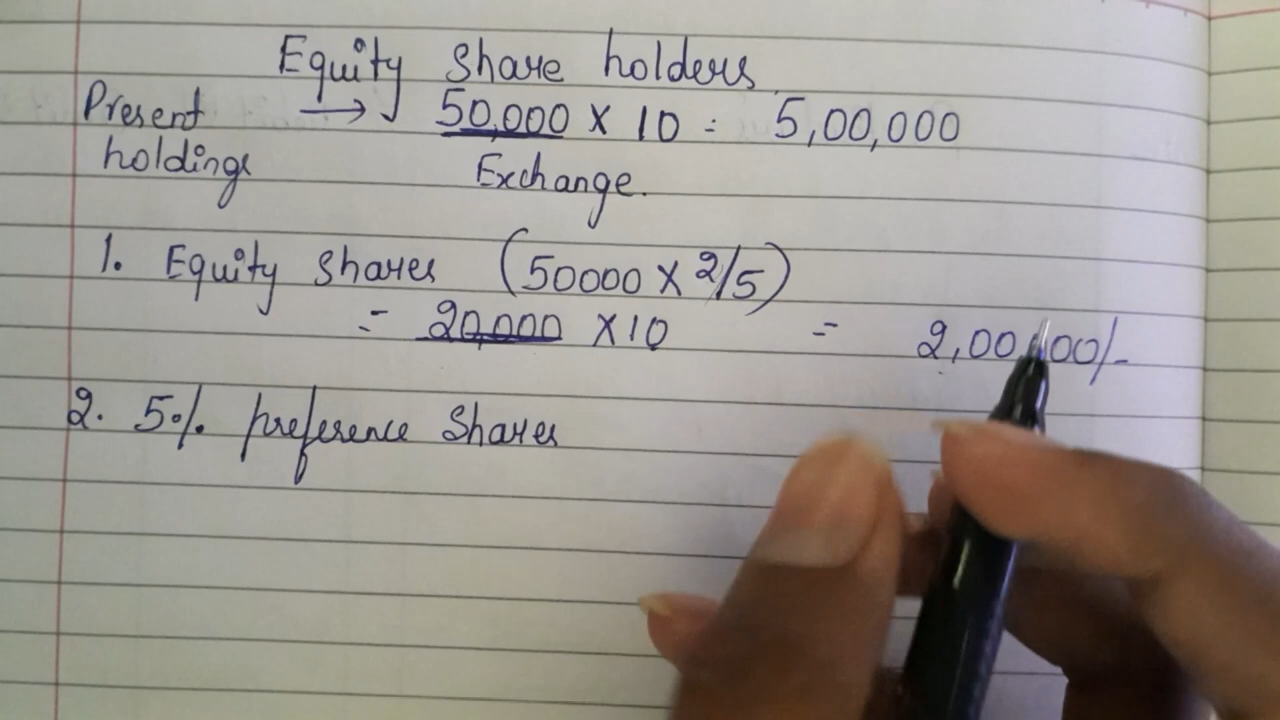 Equity Share holders
Present holdings → 50,000 X 10 = 5,00,000
Exchange.
1. Equity Shares (50000 X 2/5)
= 20,000 X 10 = 2,00,000/-
2. 5% preference Shares